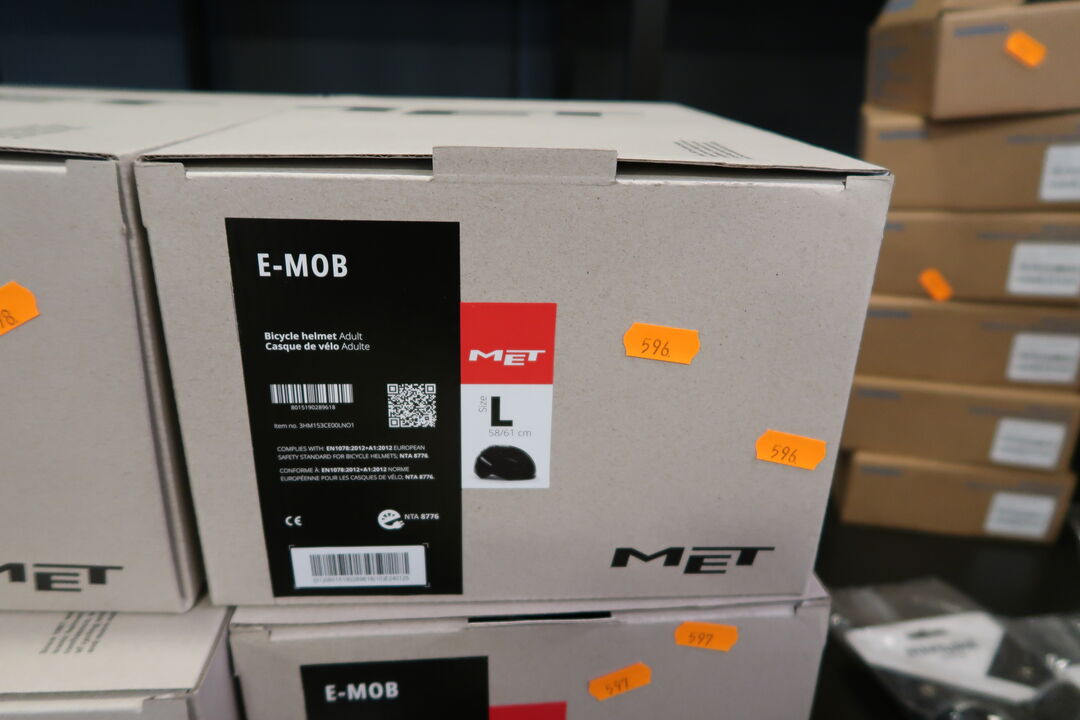 E-MOB
Bicycle helmet Adult
Casque de vélo Adulte
8015190289618
Item no. 3HM153CE00LNO1
COMPLIES WITH: EN1078:2012+A1:2012 EUROPEAN
SAFETY STANDARD FOR BICYCLE HELMETS; NTA 8776.
CONFORME À: EN1078:2012+A1:2012 NORME
EUROPÉENNE POUR LES CASQUES DE VÉLO; NTA 8776.
CE
NTA 8776
MET
Size
L
58/61 cm
596.
596
MET
MET
597
597
E-MOB